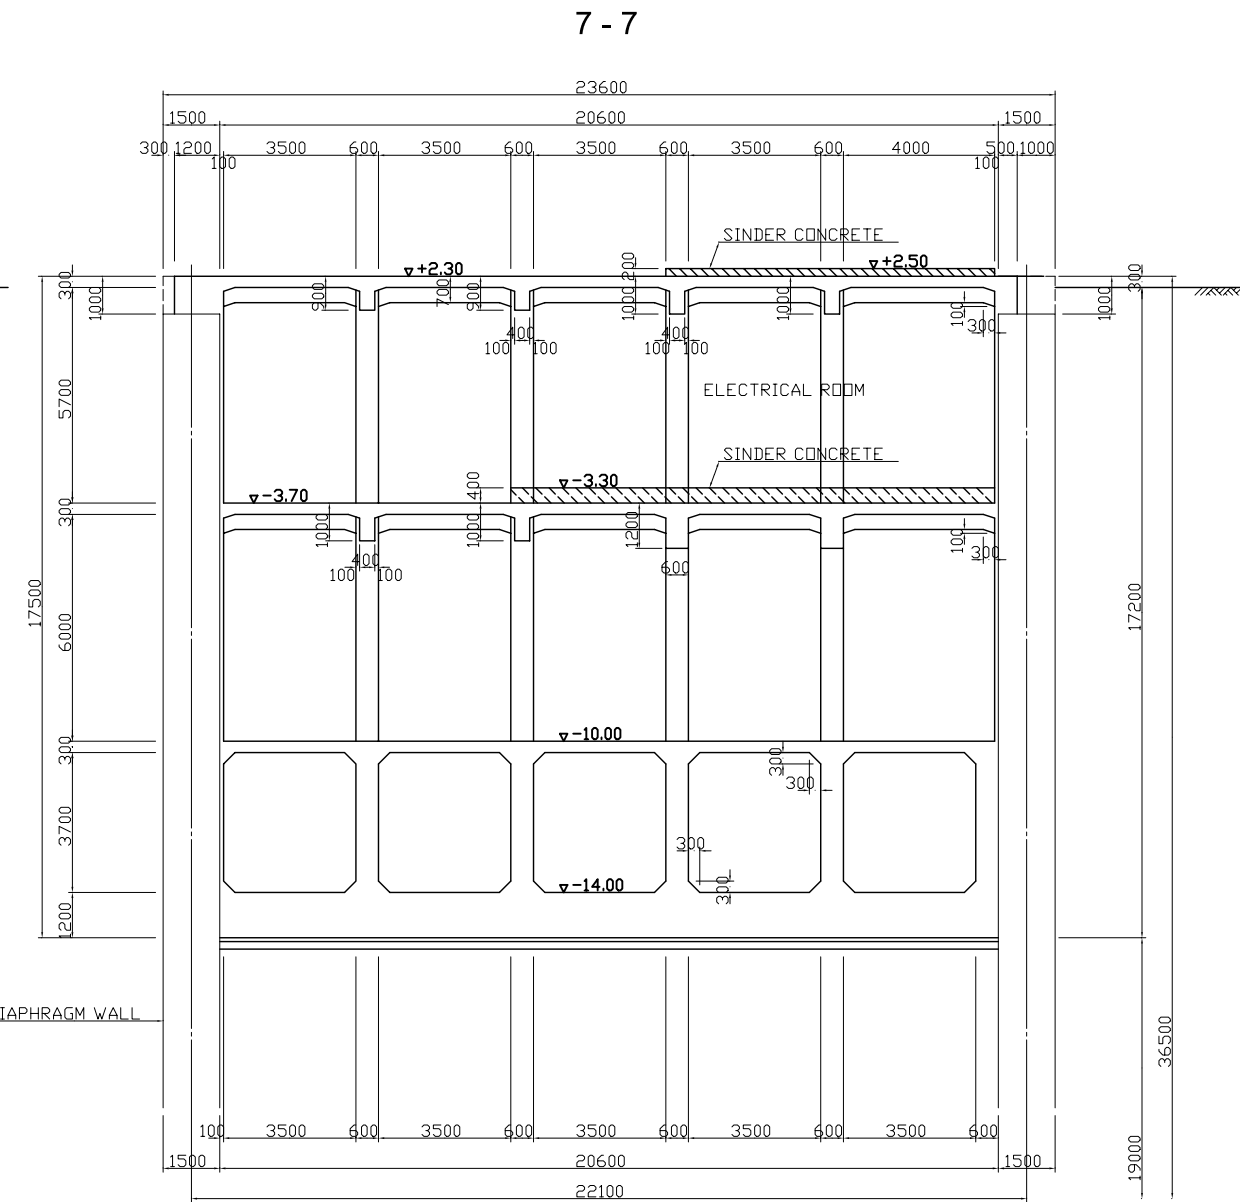 7 - 7
23600
1500 20600 1500
300 1200 3500 600 3500 600 3500 600 3500 600 4000 500 1000
100 100
SINDER CONCRETE
+2.30 200 +2.50
300 300
1000 900 700 900 1000 1000 100 1000
300
400 400
100 100 100 100
5700 ELECTRICAL ROOM
SINDER CONCRETE
400 -3.30
-3.70
300
1000 1000 1200 100
300
400 600
100 100
17500 17200
6000
-10.00
300 300
300
3700
300
-14.00 300
1200
IAPHRAGM WALL
36500
100 3500 600 3500 600 3500 600 3500 600 3500 600
1500 20600 1500 19000
22100